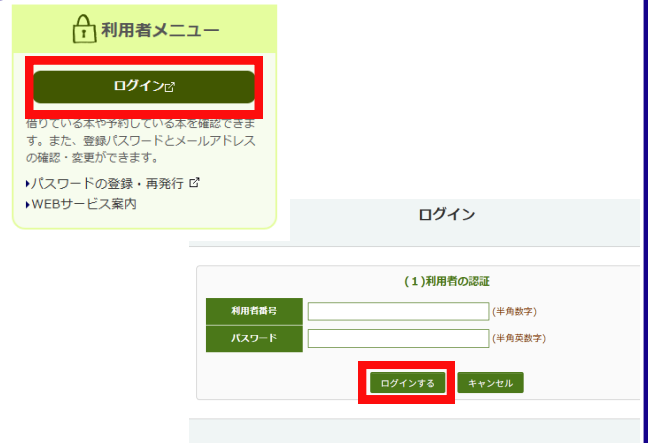 利用者メニュー
ログイン
借りている本や予約している本を確認できま
す。また、登録パスワードとメールアドレス
の確認・変更ができます。
パスワードの登録・再発行
WEBサービス案内
ログイン
(1)利用者の認証
利用者番号 (半角数字)
パスワード (半角英数字)
ログインする キャンセル